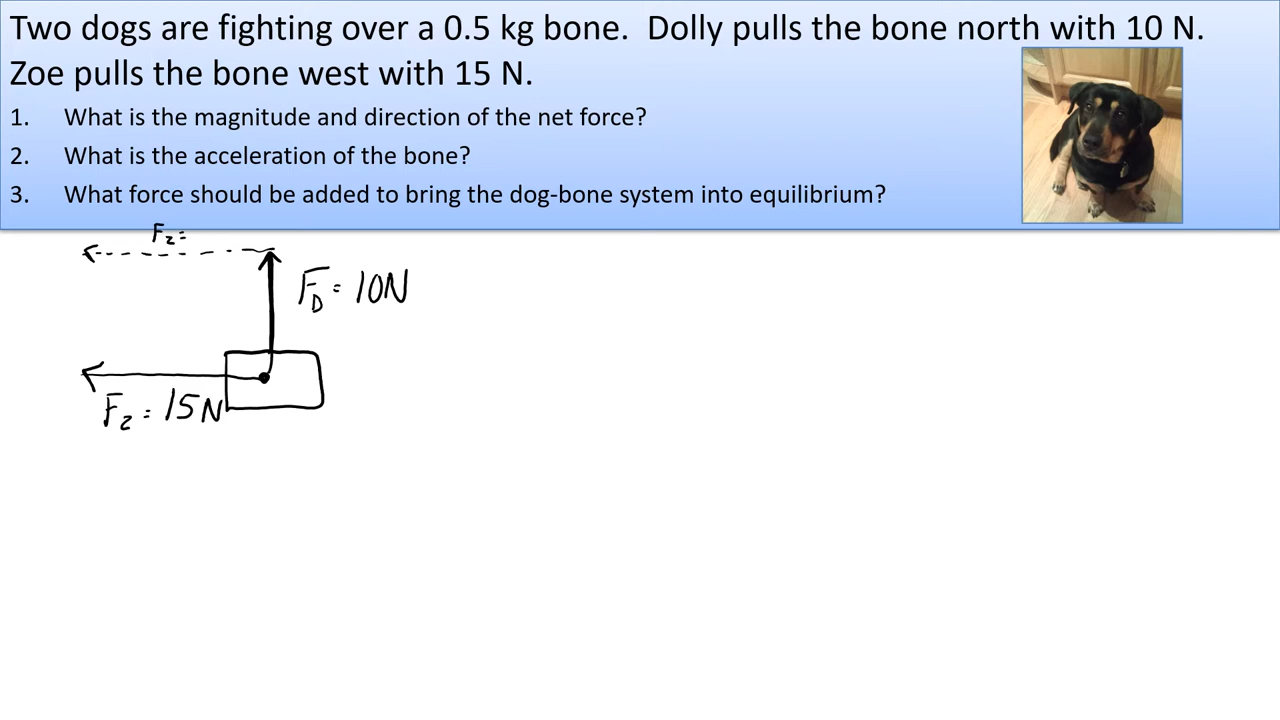 Two dogs are fighting over a 0.5 kg bone.  Dolly pulls the bone north with 10 N.
Zoe pulls the bone west with 15 N.
1. What is the magnitude and direction of the net force?
2. What is the acceleration of the bone?
3. What force should be added to bring the dog-bone system into equilibrium?
Fz=
FD = 10N
Fz = 15N